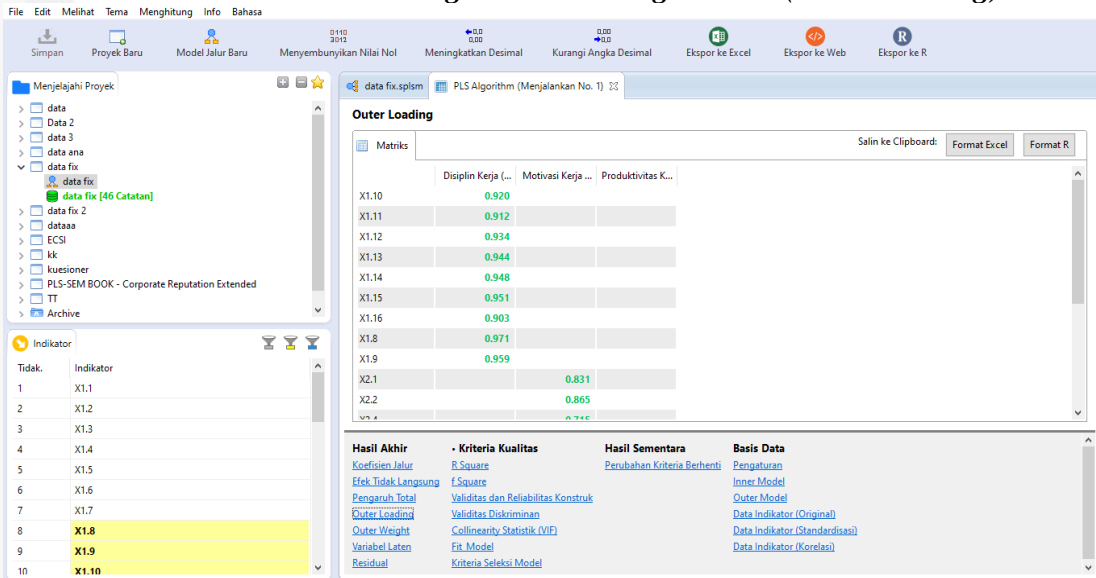 File Edit Melihat Tema Menghitung Info Bahasa
Simpan Proyek Baru Model Jalur Baru Menyembunyikan Nilai Nol Meningkatkan Desimal Kurangi Angka Desimal Ekspor ke Excel Ekspor ke Web Ekspor ke R
Menjelajahi Proyek
data
Data 2
data 3
data ana
data fix
data fix
data fix [46 Catatan]
data fix 2
dataaa
ECSI
kk
kuesioner
PLS-SEM BOOK - Corporate Reputation Extended
TT
Archive
Indikator
Tidak. Indikator
1 X1.1
2 X1.2
3 X1.3
4 X1.4
5 X1.5
6 X1.6
7 X1.7
8 X1.8
9 X1.9
10 X1.10
data fix.splsm PLS Algorithm (Menjalankan No. 1)
Outer Loading
Matriks Salin ke Clipboard: Format Excel Format R
Disiplin Kerja (... Motivasi Kerja ... Produktivitas K...
X1.10 0.920
X1.11 0.912
X1.12 0.934
X1.13 0.944
X1.14 0.948
X1.15 0.951
X1.16 0.903
X1.8 0.971
X1.9 0.959
X2.1 0.831
X2.2 0.865
X2.4 0.715
Hasil Akhir • Kriteria Kualitas Hasil Sementara Basis Data
Koefisien Jalur R Square Perubahan Kriteria Berhenti Pengaturan
Efek Tidak Langsung f Square Inner Model
Pengaruh Total Validitas dan Reliabilitas Konstruk Outer Model
Outer Loading Validitas Diskriminan Data Indikator (Original)
Outer Weight Collinearity Statistik (VIF) Data Indikator (Standardisasi)
Variabel Laten Fit Model Data Indikator (Korelasi)
Residual Kriteria Seleksi Model